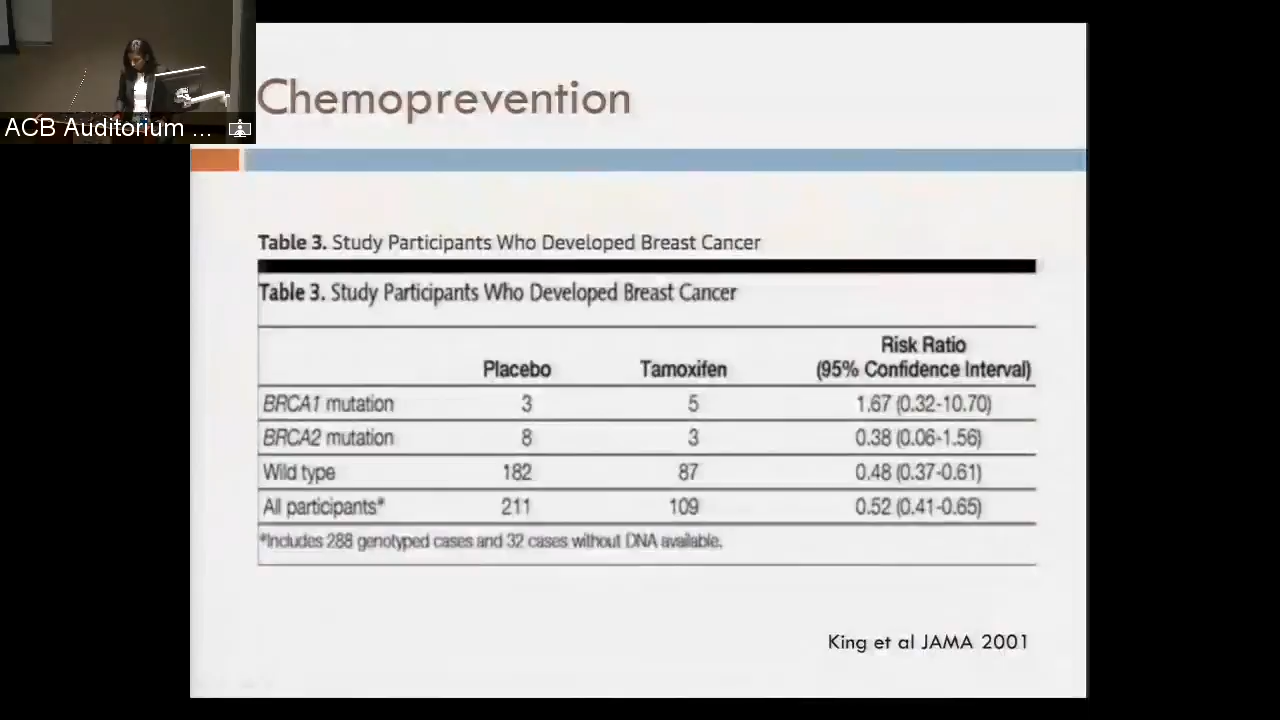 ACB Auditorium ...
Chemoprevention
Table 3. Study Participants Who Developed Breast Cancer
Table 3. Study Participants Who Developed Breast Cancer
Placebo Tamoxifen Risk Ratio (95% Confidence Interval)
BRCA1 mutation 3 5 1.67 (0.32-10.70)
BRCA2 mutation 8 3 0.38 (0.06-1.56)
Wild type 182 87 0.48 (0.37-0.61)
All participants* 211 109 0.52 (0.41-0.65)
*Includes 288 genotyped cases and 32 cases without DNA available.
King et al JAMA 2001